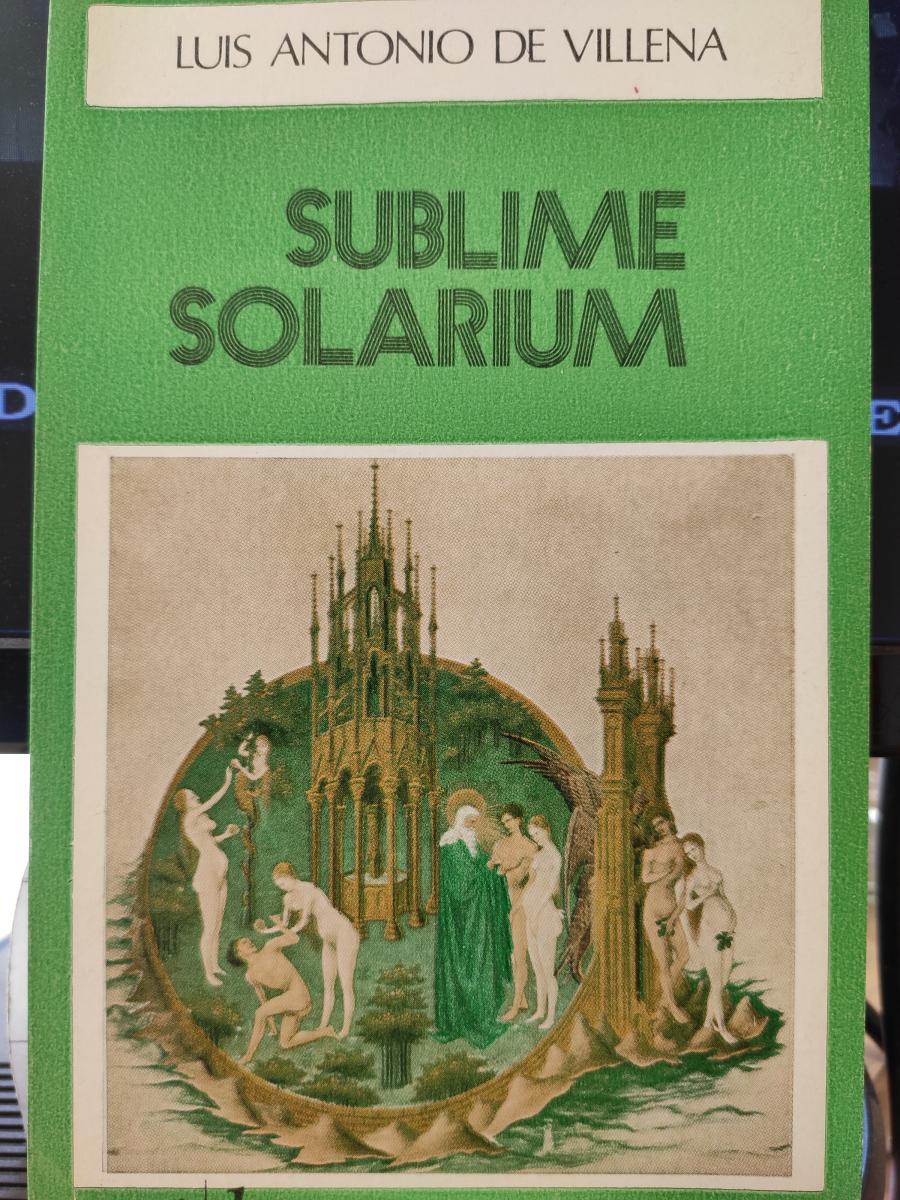 LUIS ANTONIO DE VILLENA
SUBLIME
SOLARIUM
D
E